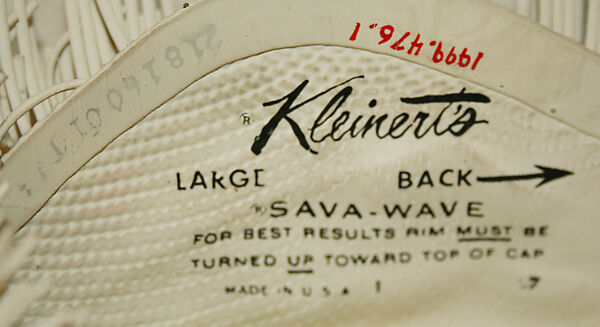 1999.476.1
® Kleinert's
LARGE BACK
® SAVA-WAVE
FOR BEST RESULTS RIM MUST BE
TURNED UP TOWARD TOP OF CAP
MADE IN U.S.A. 1